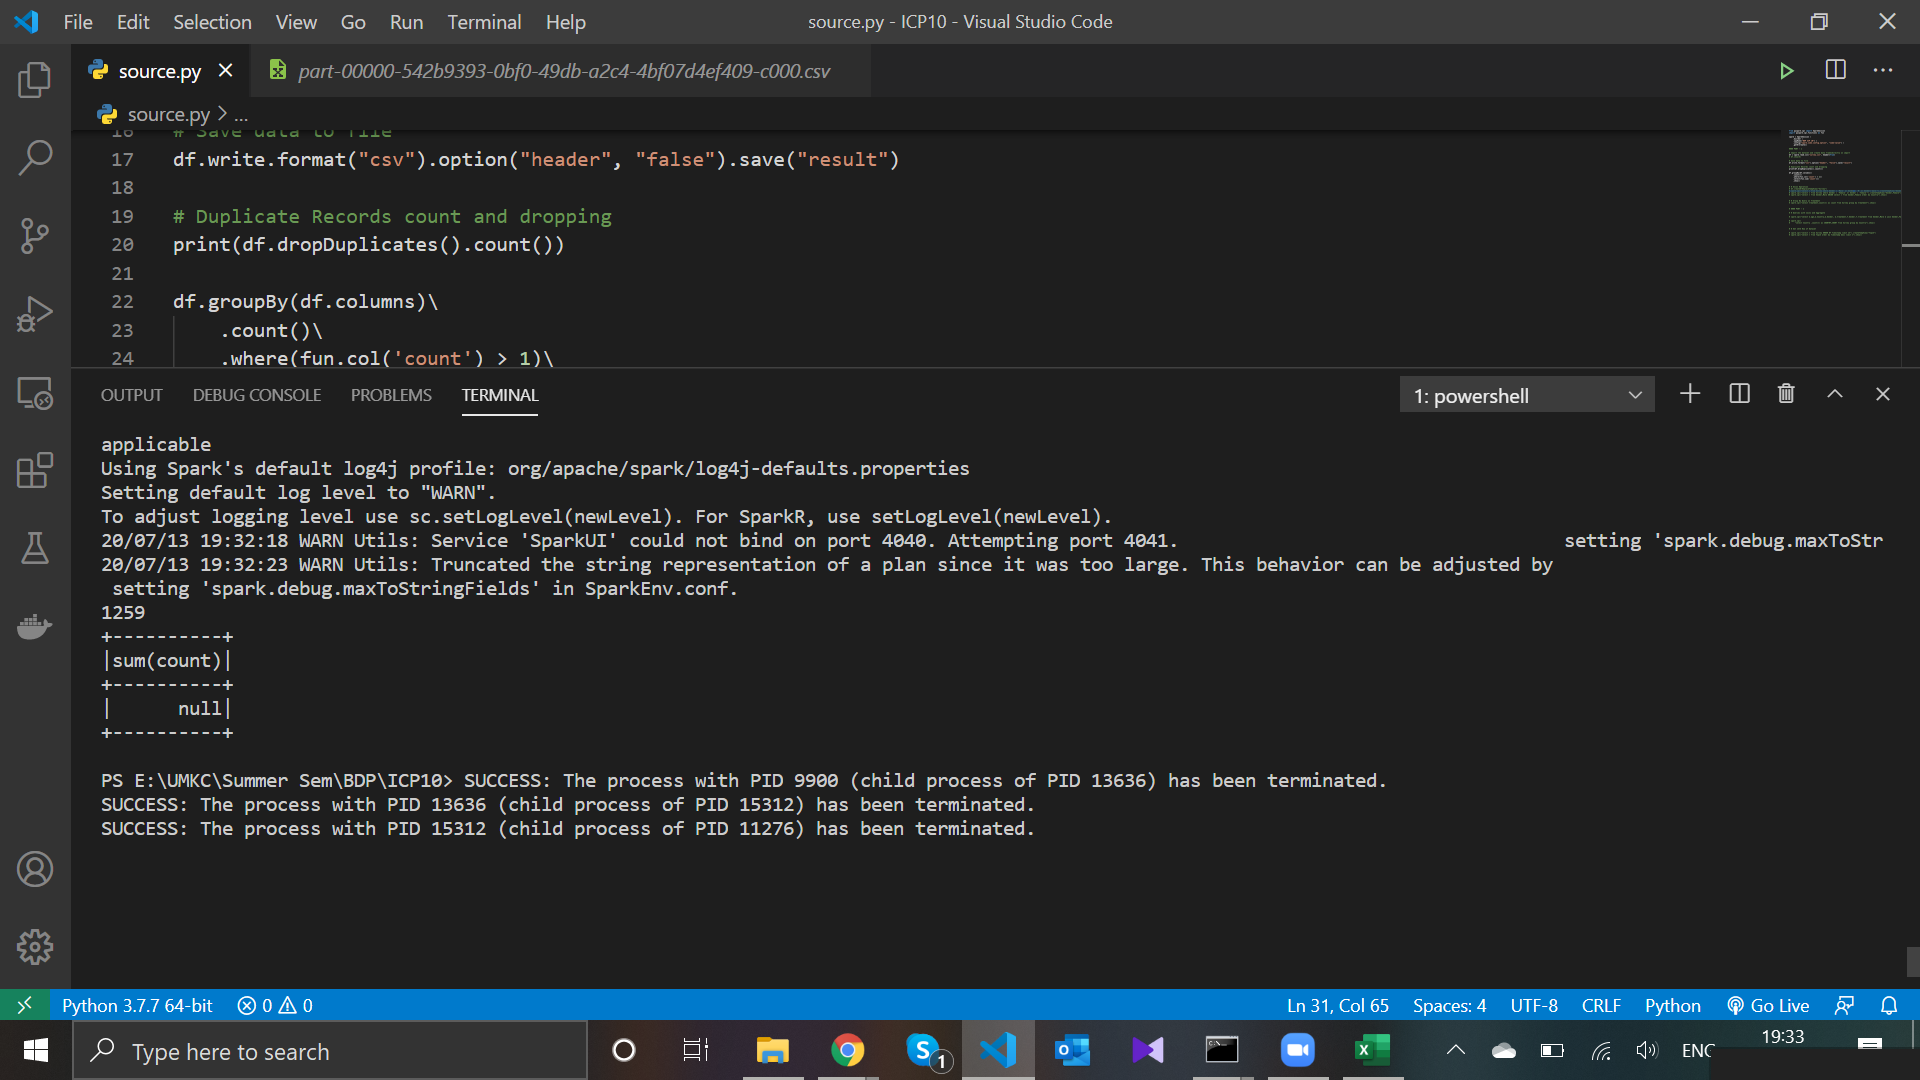 File Edit Selection View Go Run Terminal Help
source.py - ICP10 - Visual Studio Code
source.py
part-00000-542b9393-0bf0-49db-a2c4-4bf07d4ef409-c000.csv
source.py > ...
16 # Save data to file
17 df.write.format("csv").option("header", "false").save("result")
18
19 # Duplicate Records count and dropping
20 print(df.dropDuplicates().count())
21
22 df.groupBy(df.columns)\
23 .count()\
24 .where(fun.col('count') > 1)\
OUTPUT DEBUG CONSOLE PROBLEMS TERMINAL
1: powershell
applicable
Using Spark's default log4j profile: org/apache/spark/log4j-defaults.properties
Setting default log level to "WARN".
To adjust logging level use sc.setLogLevel(newLevel). For SparkR, use setLogLevel(newLevel).
20/07/13 19:32:18 WARN Utils: Service 'SparkUI' could not bind on port 4040. Attempting port 4041. setting 'spark.debug.maxToStr
20/07/13 19:32:23 WARN Utils: Truncated the string representation of a plan since it was too large. This behavior can be adjusted by
setting 'spark.debug.maxToStringFields' in SparkEnv.conf.
1259
+----------+
|sum(count)|
+----------+
| null|
+----------+
PS E:\UMKC\Summer Sem\BDP\ICP10> SUCCESS: The process with PID 9900 (child process of PID 13636) has been terminated.
SUCCESS: The process with PID 13636 (child process of PID 15312) has been terminated.
SUCCESS: The process with PID 15312 (child process of PID 11276) has been terminated.
Python 3.7.7 64-bit 0 0
Ln 31, Col 65 Spaces: 4 UTF-8 CRLF Python Go Live
Type here to search
S 1
ENG
19:33